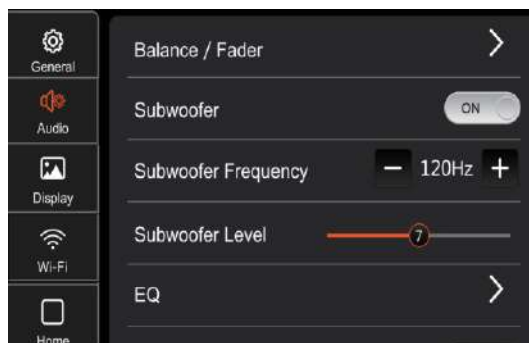 General
Audio
Display
Wi-Fi
Home
Balance / Fader
Subwoofer
ON
Subwoofer Frequency
− 120Hz +
Subwoofer Level
7
EQ